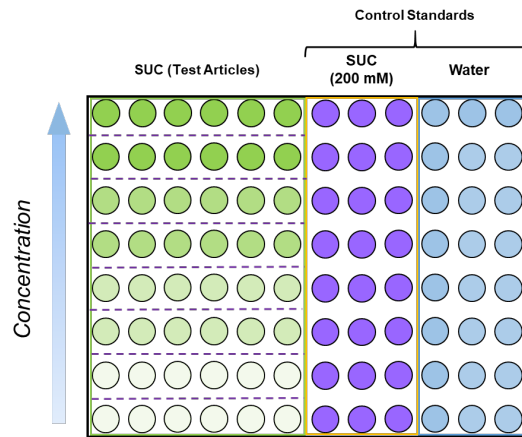 Control Standards
SUC (Test Articles)
SUC
(200 mM)
Water
Concentration